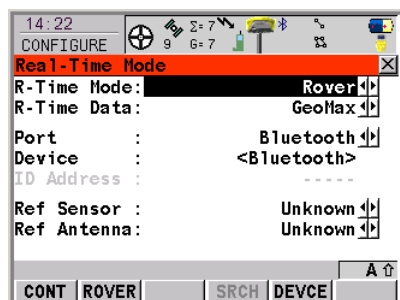 14:22
CONFIGURE
9
Σ=7
G=7
Real-Time Mode
R-Time Mode: Rover
R-Time Data: GeoMax
Port : Bluetooth
Device : <Bluetooth>
ID Address : -----
Ref Sensor : Unknown
Ref Antenna: Unknown
A
CONT ROVER SRCH DEVCE